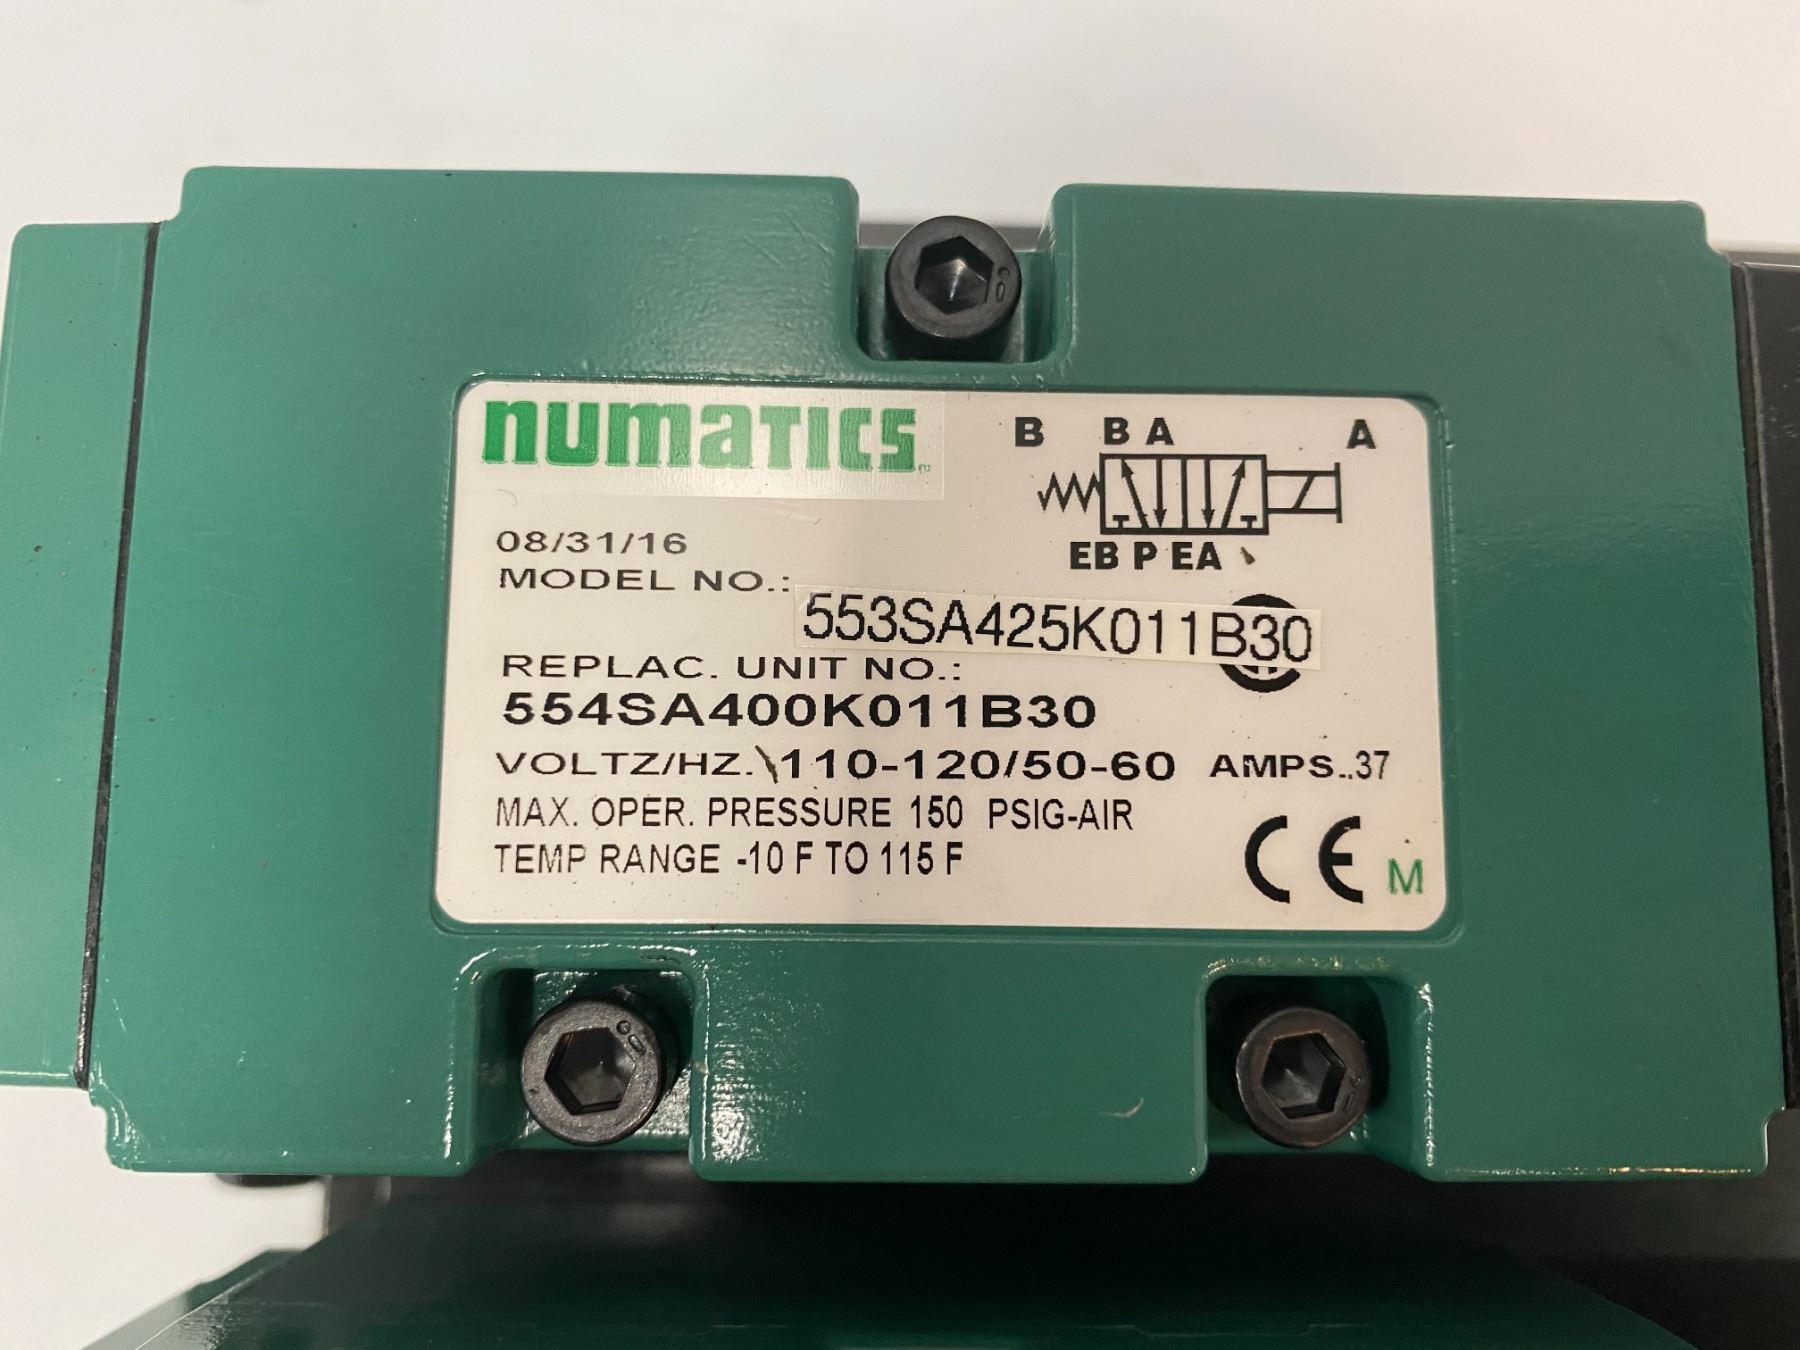 numatics
B B A A
EB P EA
08/31/16
MODEL NO.:
553SA425K011B30
REPLAC. UNIT NO.:
554SA400K011B30
VOLTZ/HZ. 110-120/50-60 AMPS..37
MAX. OPER. PRESSURE 150 PSIG-AIR
TEMP RANGE -10 F TO 115 F
CE M